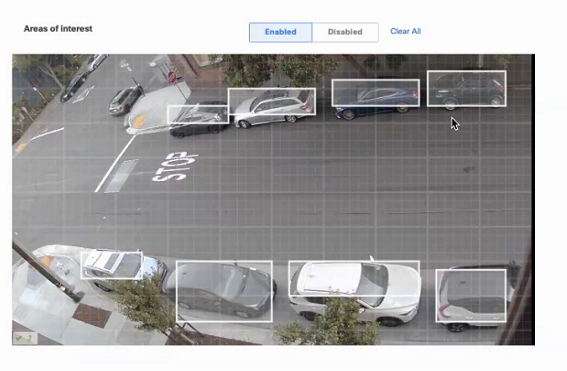 Areas of interest
Enabled Disabled Clear All
STOP